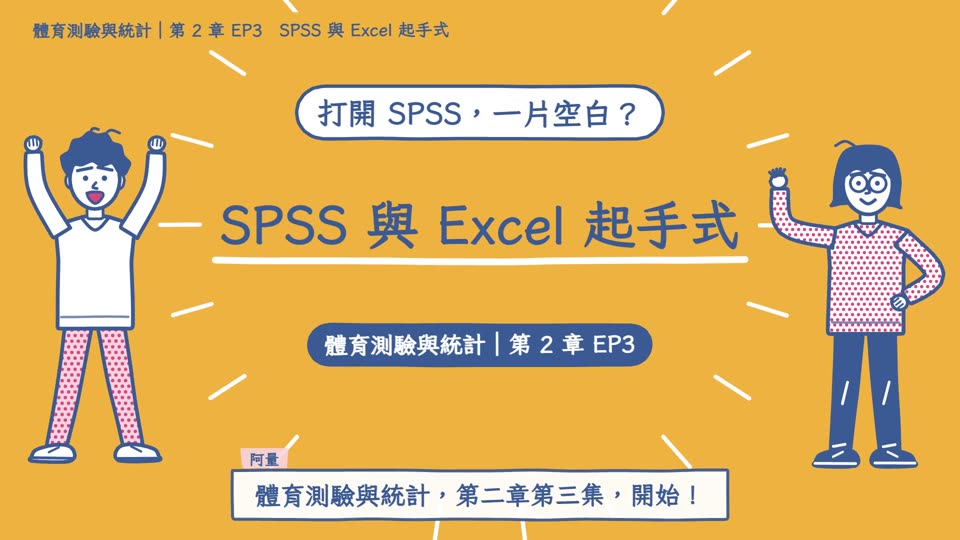 體育測驗與統計｜第 2 章 EP3　SPSS 與 Excel 起手式
打開 SPSS，一片空白？
SPSS 與 Excel 起手式
體育測驗與統計｜第 2 章 EP3
阿量
體育測驗與統計，第二章第三集，開始！